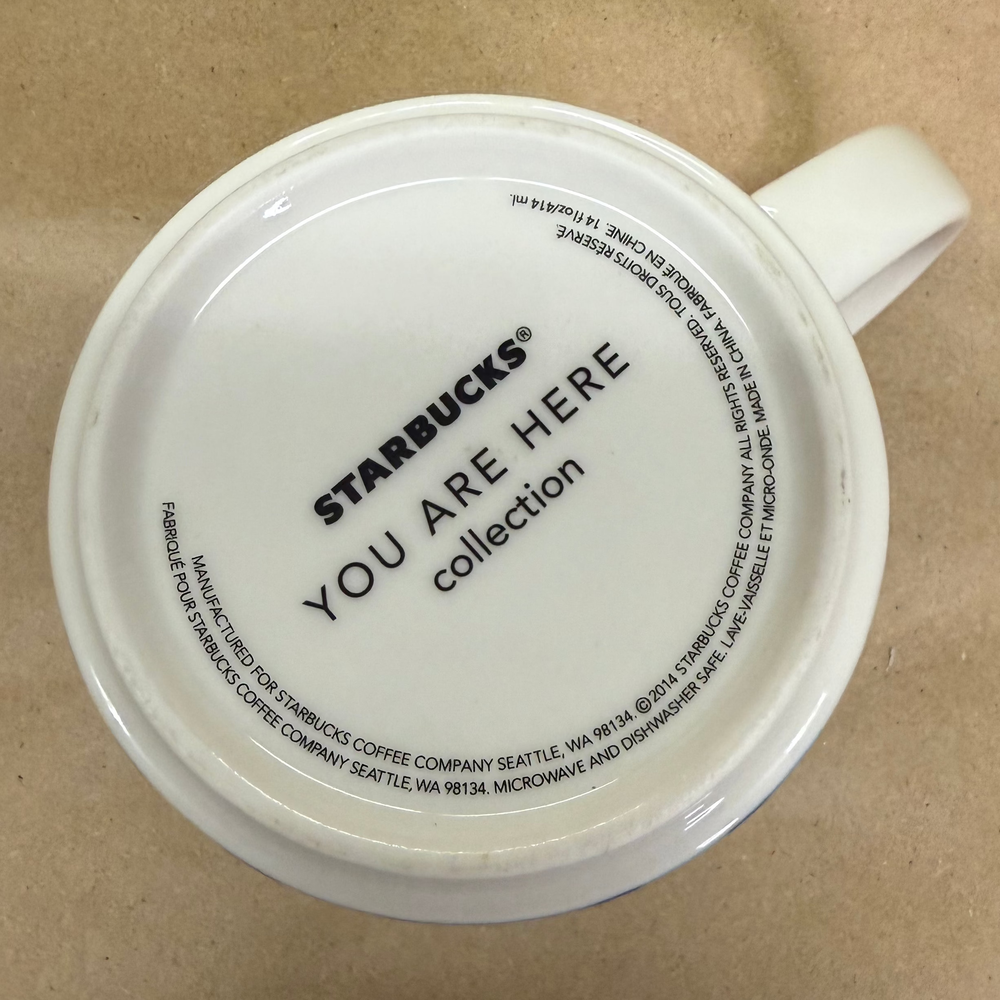 STARBUCKS®
YOU ARE HERE
collection
MANUFACTURED FOR STARBUCKS COFFEE COMPANY SEATTLE, WA 98134. ©2014 STARBUCKS COFFEE COMPANY ALL RIGHTS RESERVED. TOUS DROITS RÉSERVÉ.
FABRIQUÉ POUR STARBUCKS COFFEE COMPANY SEATTLE, WA 98134. MICROWAVE AND DISHWASHER SAFE. LAVE-VAISSELLE ET MICRO-ONDE. MADE IN CHINA. FABRIQUÉ EN CHINE. 14 fl oz/414 ml.